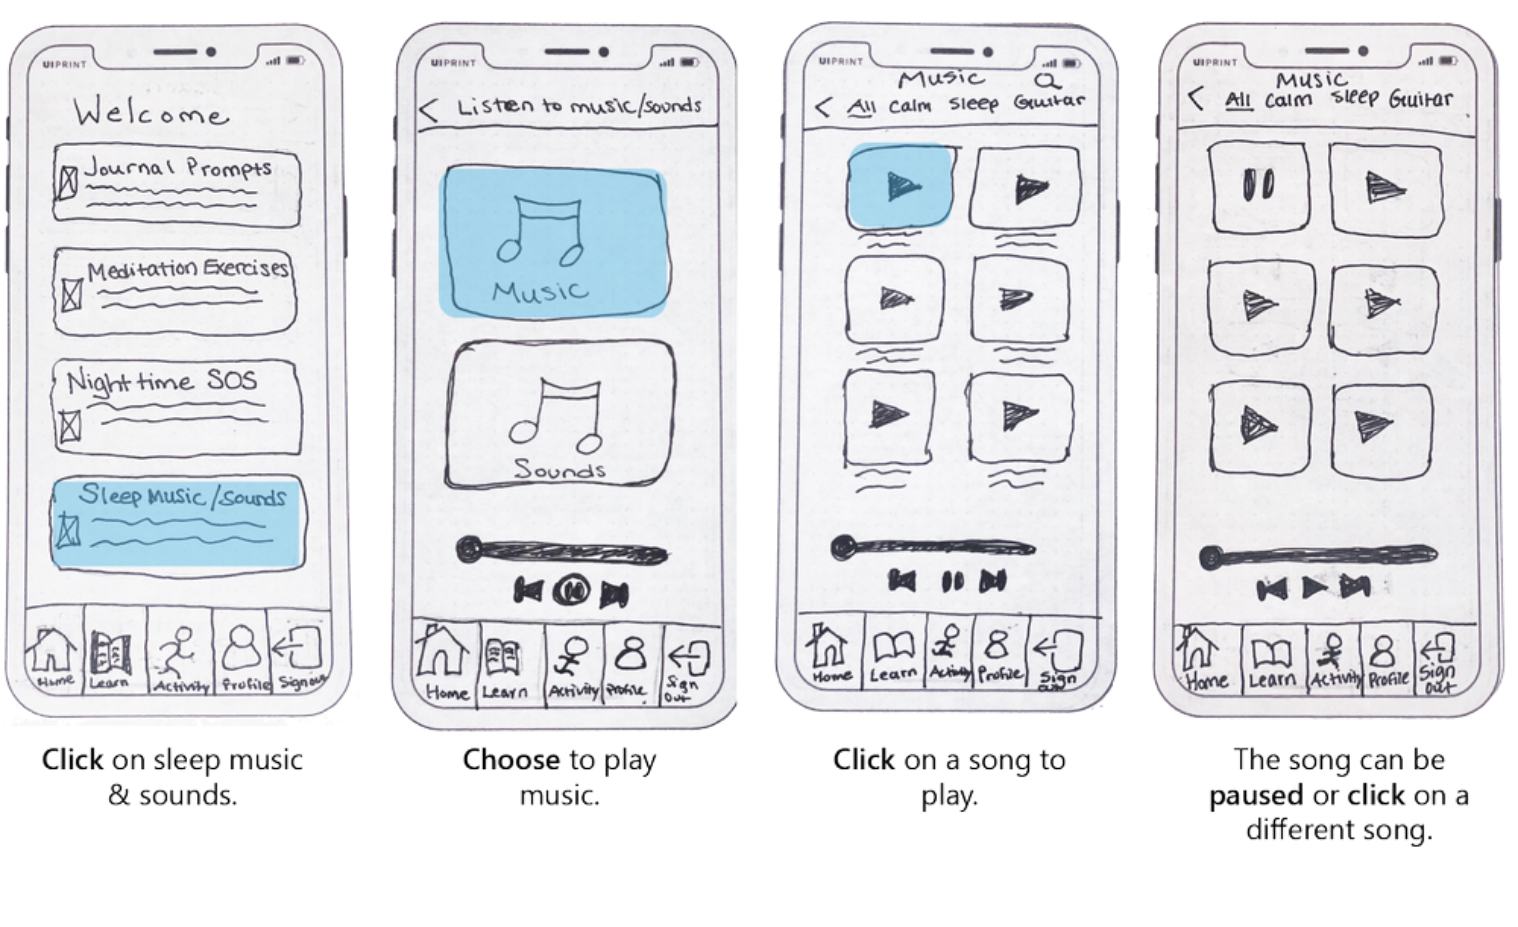 UIPRINT
Welcome
Journal Prompts
Meditation Exercises
Night time SOS
Sleep Music/Sounds
Home Learn Activity Profile Sign out
Click on sleep music
& sounds.
UIPRINT
< Listen to music/sounds
Music
Sounds
Home Learn Activity Profile Sign
Out
Choose to play
music.
UIPRINT
Music
< All Calm Sleep Guitar
Home Learn Activity Profile Sign
out
Click on a song to
play.
UIPRINT
Music
< All Calm Sleep Guitar
Home Learn Activity Profile Sign
Out
The song can be
paused or click on a
different song.